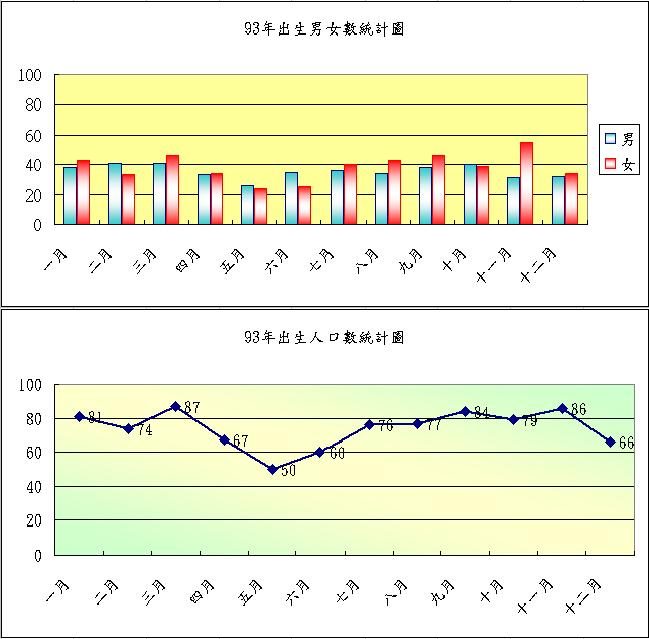 93年出生男女數統計圖
100
80
60
40
20
0
男
女
一月 二月 三月 四月 五月 六月 七月 八月 九月 十月 十一月 十二月
93年出生人口數統計圖
100
80
60
40
20
0
81 74 87 67 50 60 76 77 84 79 86 66
一月 二月 三月 四月 五月 六月 七月 八月 九月 十月 十一月 十二月